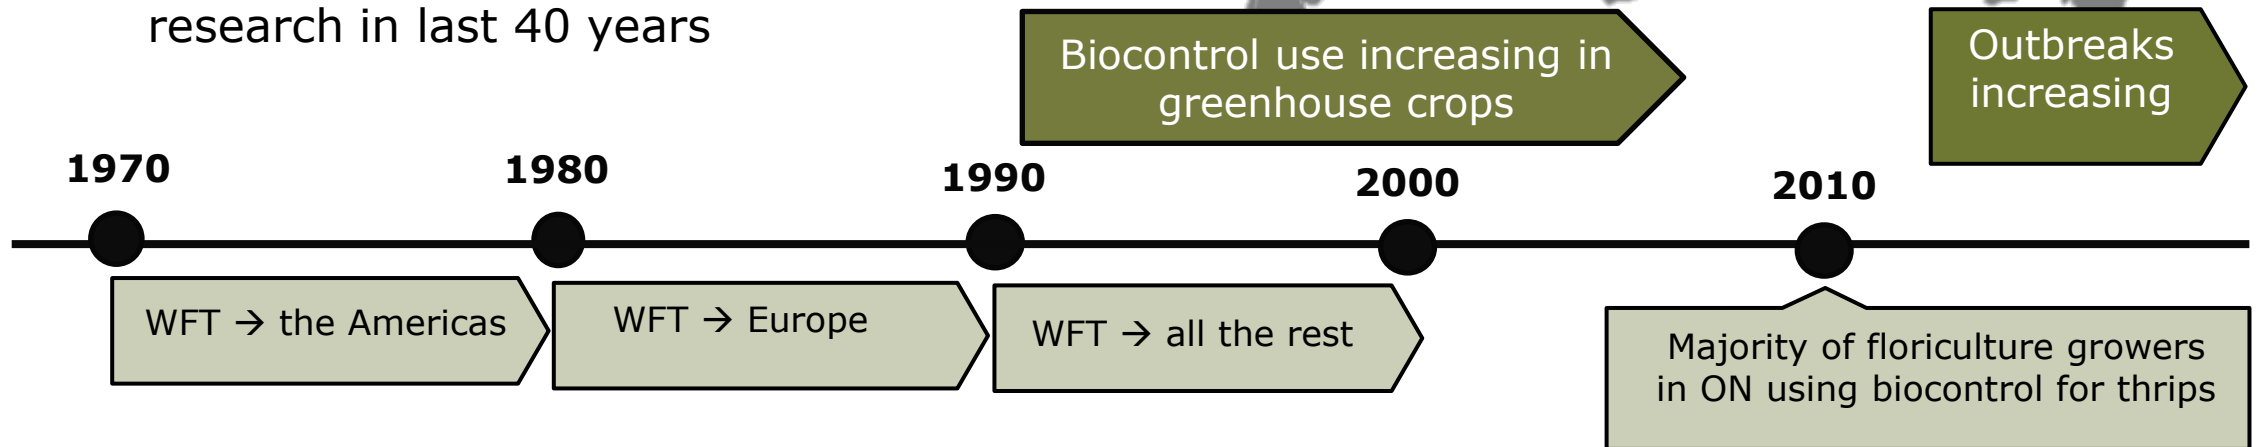 research in last 40 years
Biocontrol use increasing in
greenhouse crops
Outbreaks
increasing
1970
1980
1990
2000
2010
WFT → the Americas
WFT → Europe
WFT → all the rest
Majority of floriculture growers
in ON using biocontrol for thrips